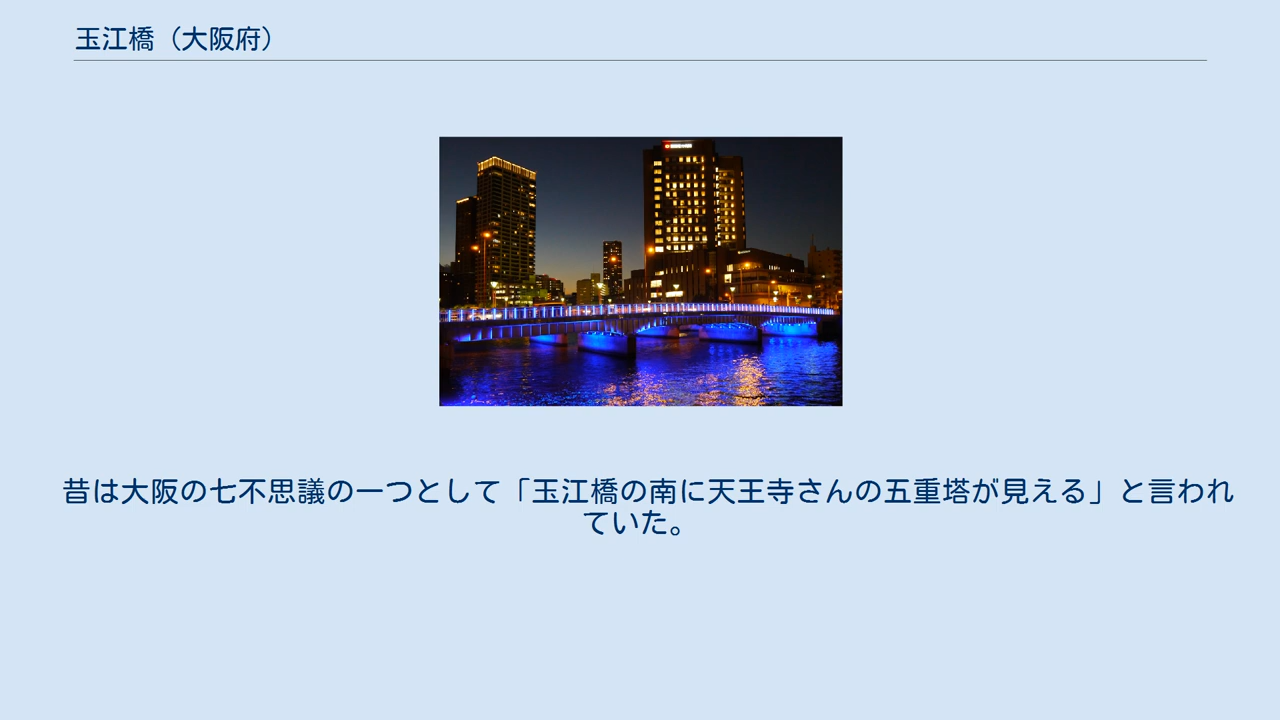 玉江橋（大阪府）
昔は大阪の七不思議の一つとして「玉江橋の南に天王寺さんの五重塔が見える」と言われ
ていた。